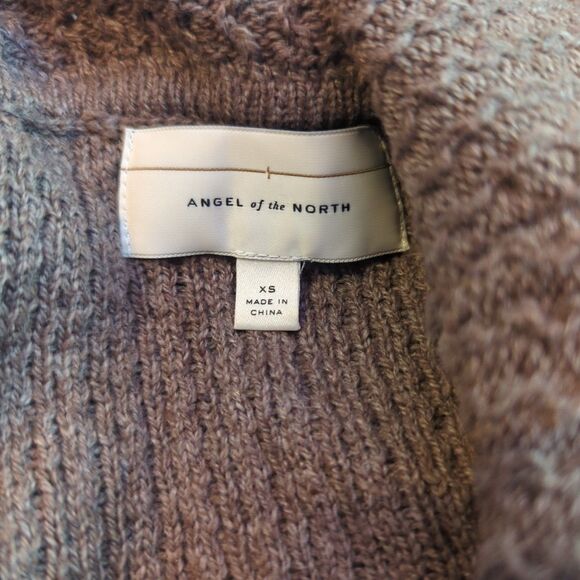 ANGEL of the NORTH
XS
MADE IN
CHINA